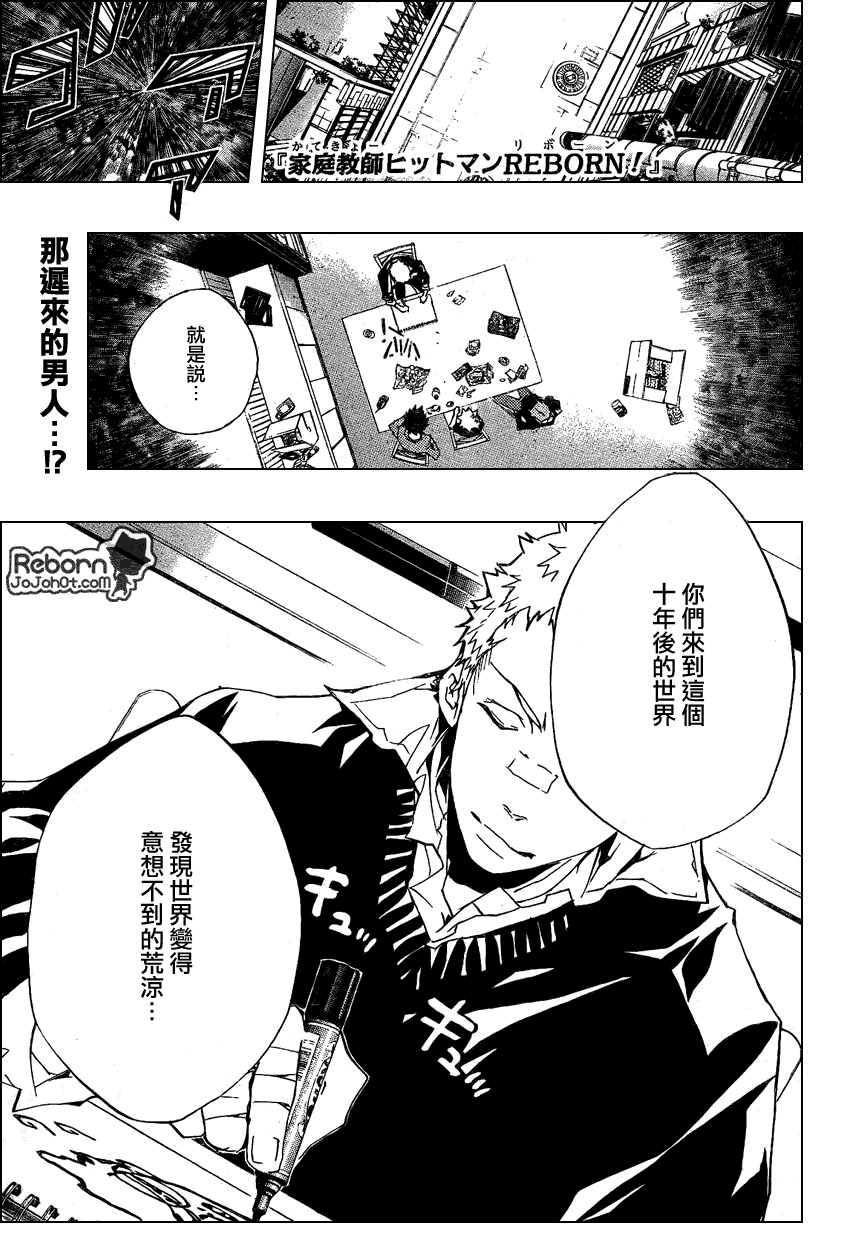 かてきょー リボーン
『家庭教師ヒットマンREBORN!』
那遲來的男人…!?
就是說…
Reborn
JoJoh0t.com
你們來到這個
十年後的世界
發現世界變得
意想不到的荒涼…
キュッ
キュッ